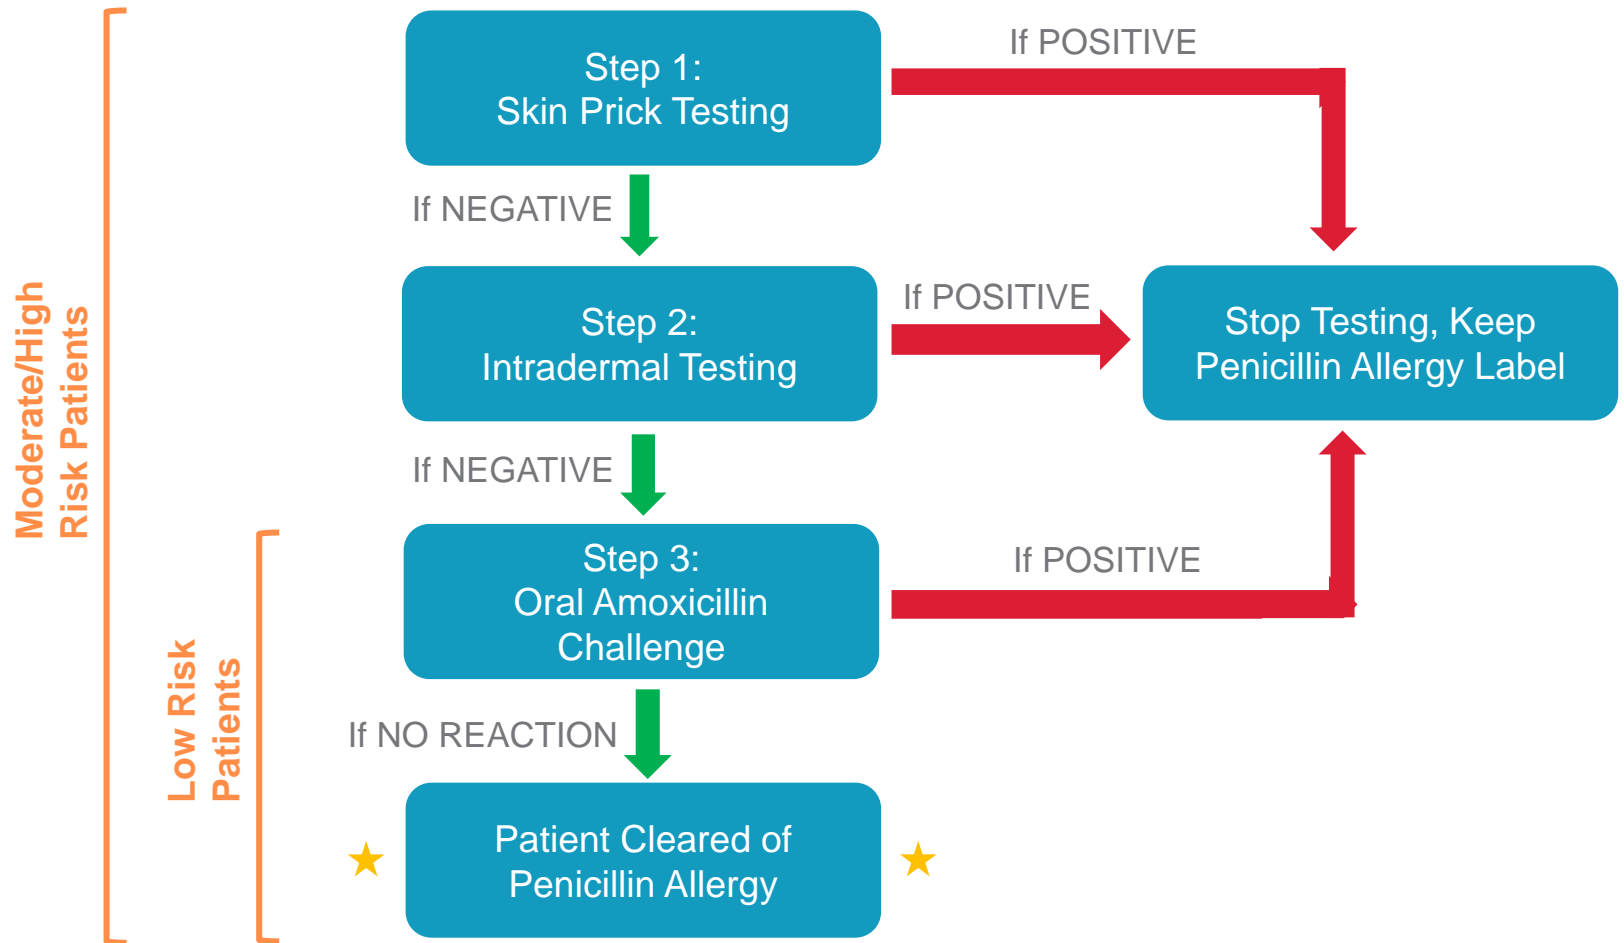 Step 1:
Skin Prick Testing
If POSITIVE
If NEGATIVE
Moderate/High
Risk Patients
Step 2:
Intradermal Testing
If POSITIVE
Stop Testing, Keep
Penicillin Allergy Label
If NEGATIVE
Step 3:
Oral Amoxicillin
Challenge
If POSITIVE
Low Risk
Patients
If NO REACTION
Patient Cleared of
Penicillin Allergy